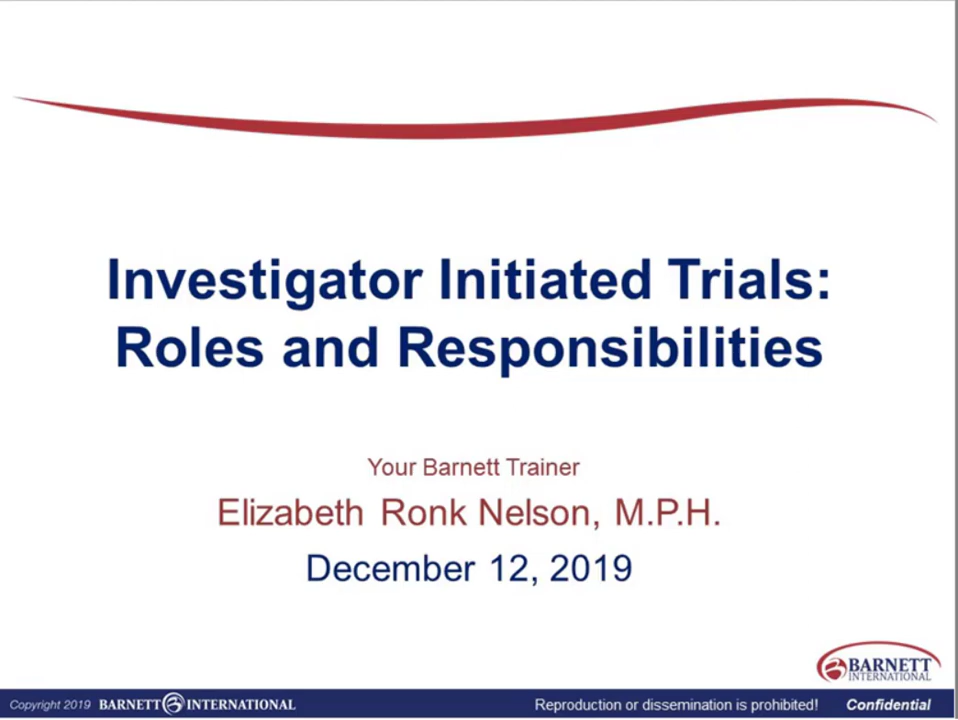 Investigator Initiated Trials:
Roles and Responsibilities
Your Barnett Trainer
Elizabeth Ronk Nelson, M.P.H.
December 12, 2019
BARNETT
INTERNATIONAL
Copyright 2019 BARNETT INTERNATIONAL Reproduction or dissemination is prohibited! Confidential